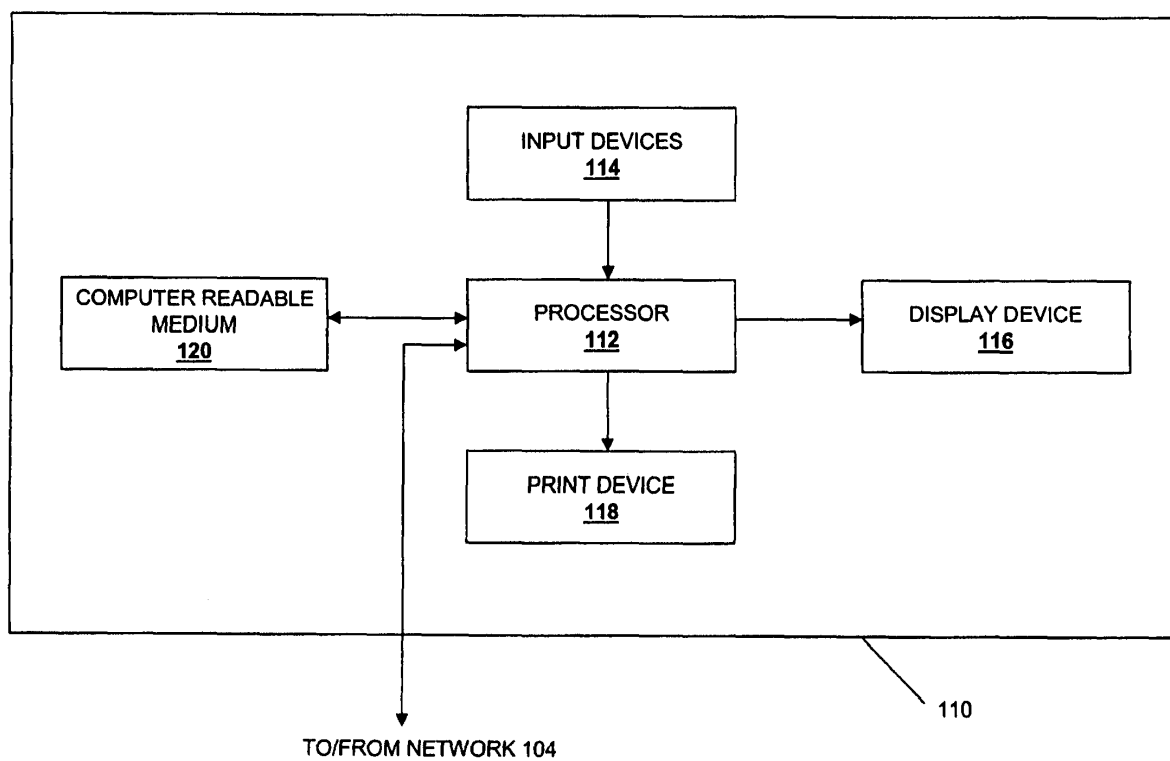 INPUT DEVICES
114
COMPUTER READABLE
MEDIUM
120
PROCESSOR
112
DISPLAY DEVICE
116
PRINT DEVICE
118
110
TO/FROM NETWORK 104